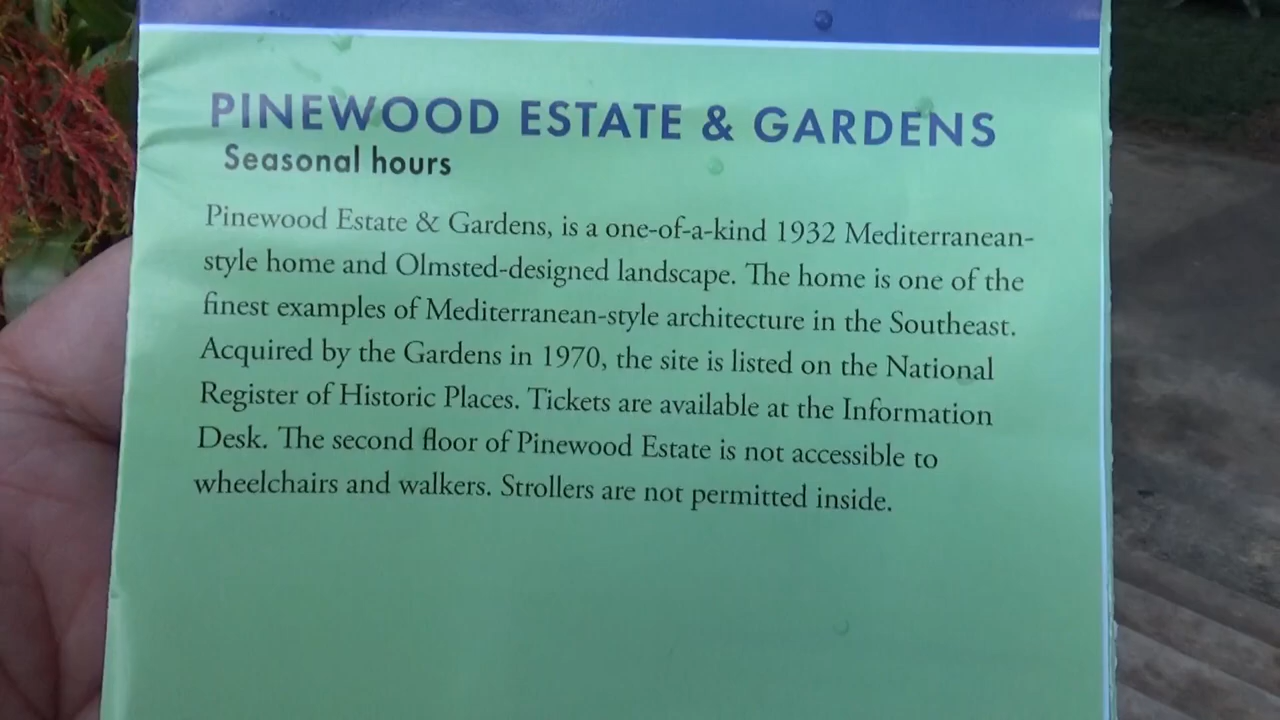 PINEWOOD ESTATE & GARDENS
Seasonal hours
Pinewood Estate & Gardens, is a one-of-a-kind 1932 Mediterranean-
style home and Olmsted-designed landscape. The home is one of the
finest examples of Mediterranean-style architecture in the Southeast.
Acquired by the Gardens in 1970, the site is listed on the National
Register of Historic Places. Tickets are available at the Information
Desk. The second floor of Pinewood Estate is not accessible to
wheelchairs and walkers. Strollers are not permitted inside.